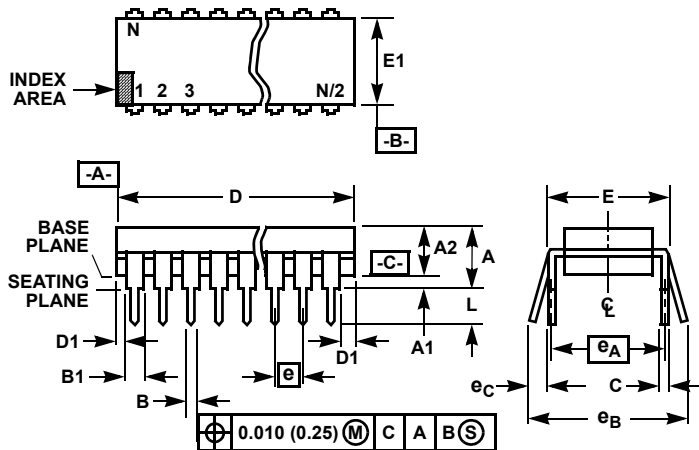 N
E1
INDEX
AREA
1 2 3 N/2
-B-
-A-
D
E
BASE
PLANE
A2
A
-C-
SEATING
PLANE
L
C L
D1
A1
D1
eA
B1
e
eC
C
B
eB
0.010 (0.25) M C A B S